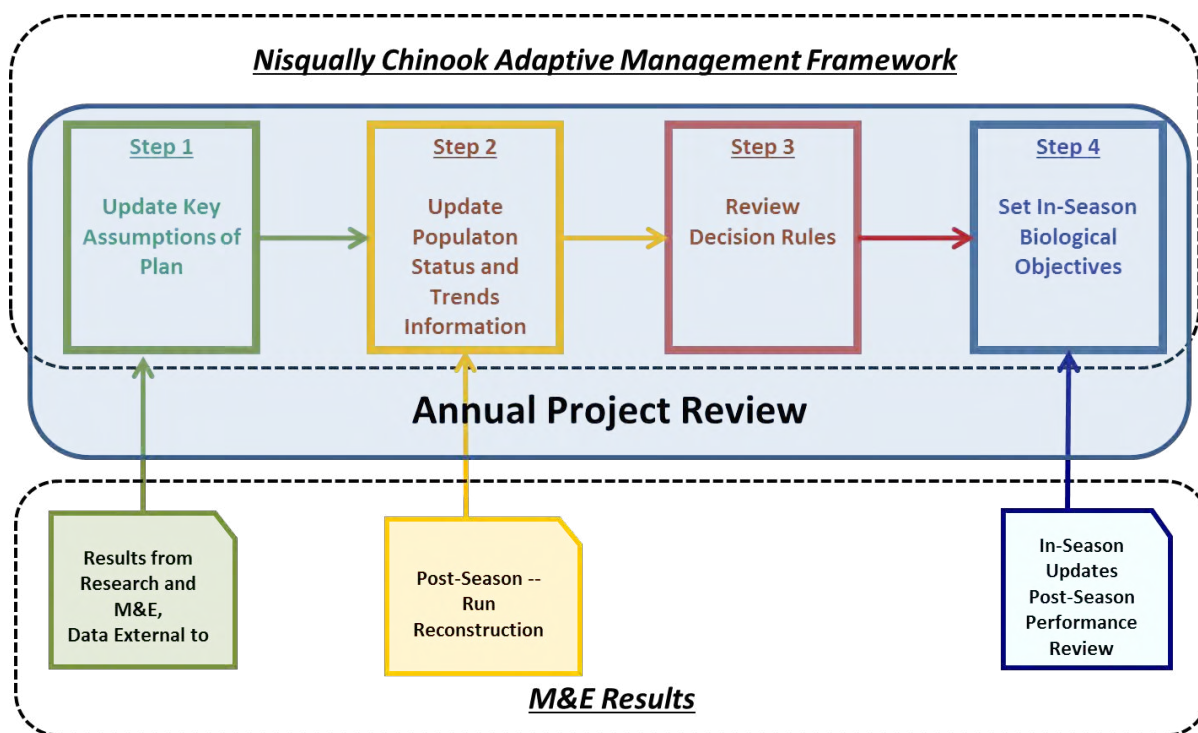 Nisqually Chinook Adaptive Management Framework
Step 1
Update Key
Assumptions of
Plan
Step 2
Update
Populaton
Status and
Trends
Information
Step 3
Review
Decision Rules
Step 4
Set In-Season
Biological
Objectives
Annual Project Review
Results from
Research and
M&E,
Data External to
Post-Season --
Run
Reconstruction
In-Season
Updates
Post-Season
Performance
Review
M&E Results